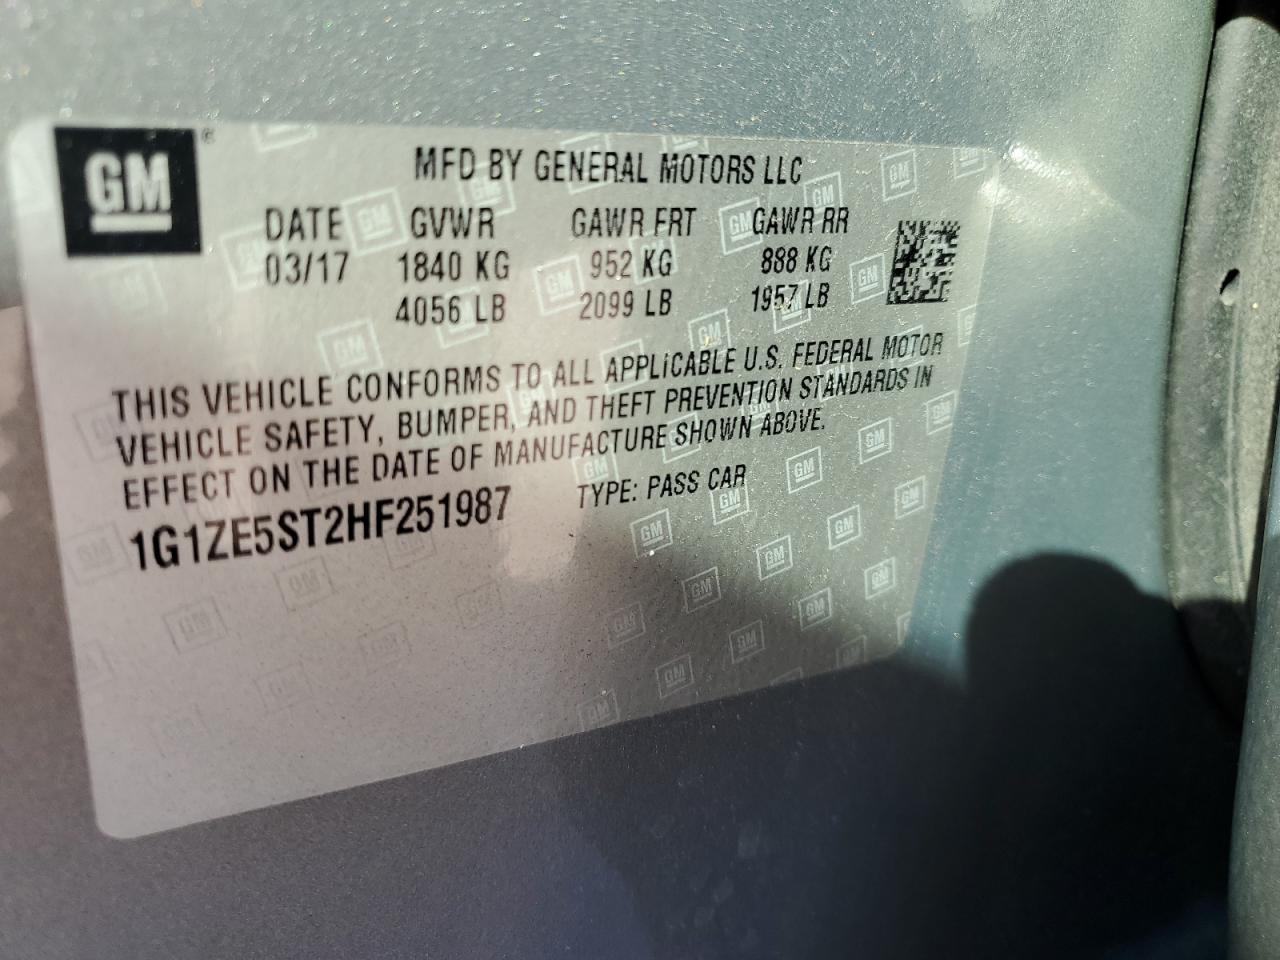 GM
MFD BY GENERAL MOTORS LLC
DATE GVWR GAWR FRT GAWR RR
03/17 1840 KG 952 KG 888 KG
4056 LB 2099 LB 1957 LB
THIS VEHICLE CONFORMS TO ALL APPLICABLE U.S. FEDERAL MOTOR
VEHICLE SAFETY, BUMPER, AND THEFT PREVENTION STANDARDS IN
EFFECT ON THE DATE OF MANUFACTURE SHOWN ABOVE.
1G1ZE5ST2HF251987 TYPE: PASS CAR